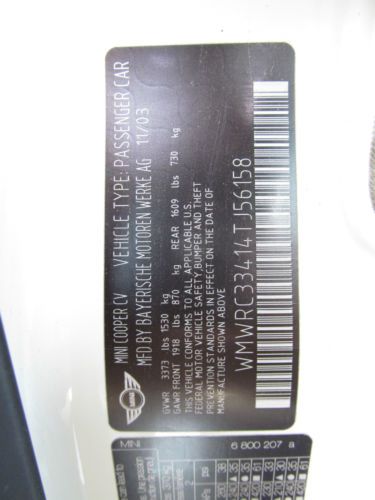 MINI COOPER CV VEHICLE TYPE: PASSENGER CAR
MFD BY BAYERISCHE MOTOREN WERKE AG 11/03
GVWR 3373 lbs 1530 kg
GAWR FRONT 1918 lbs 870 kg REAR 1609 lbs 730 kg
THIS VEHICLE CONFORMS TO ALL APPLICABLE U.S.
FEDERAL MOTOR VEHICLE SAFETY, BUMPER AND THEFT
PREVENTION STANDARDS IN EFFECT ON THE DATE OF
MANUFACTURE SHOWN ABOVE.
WMWRC33414TJ56158
MINI
MINI 6 800 207 a
psi